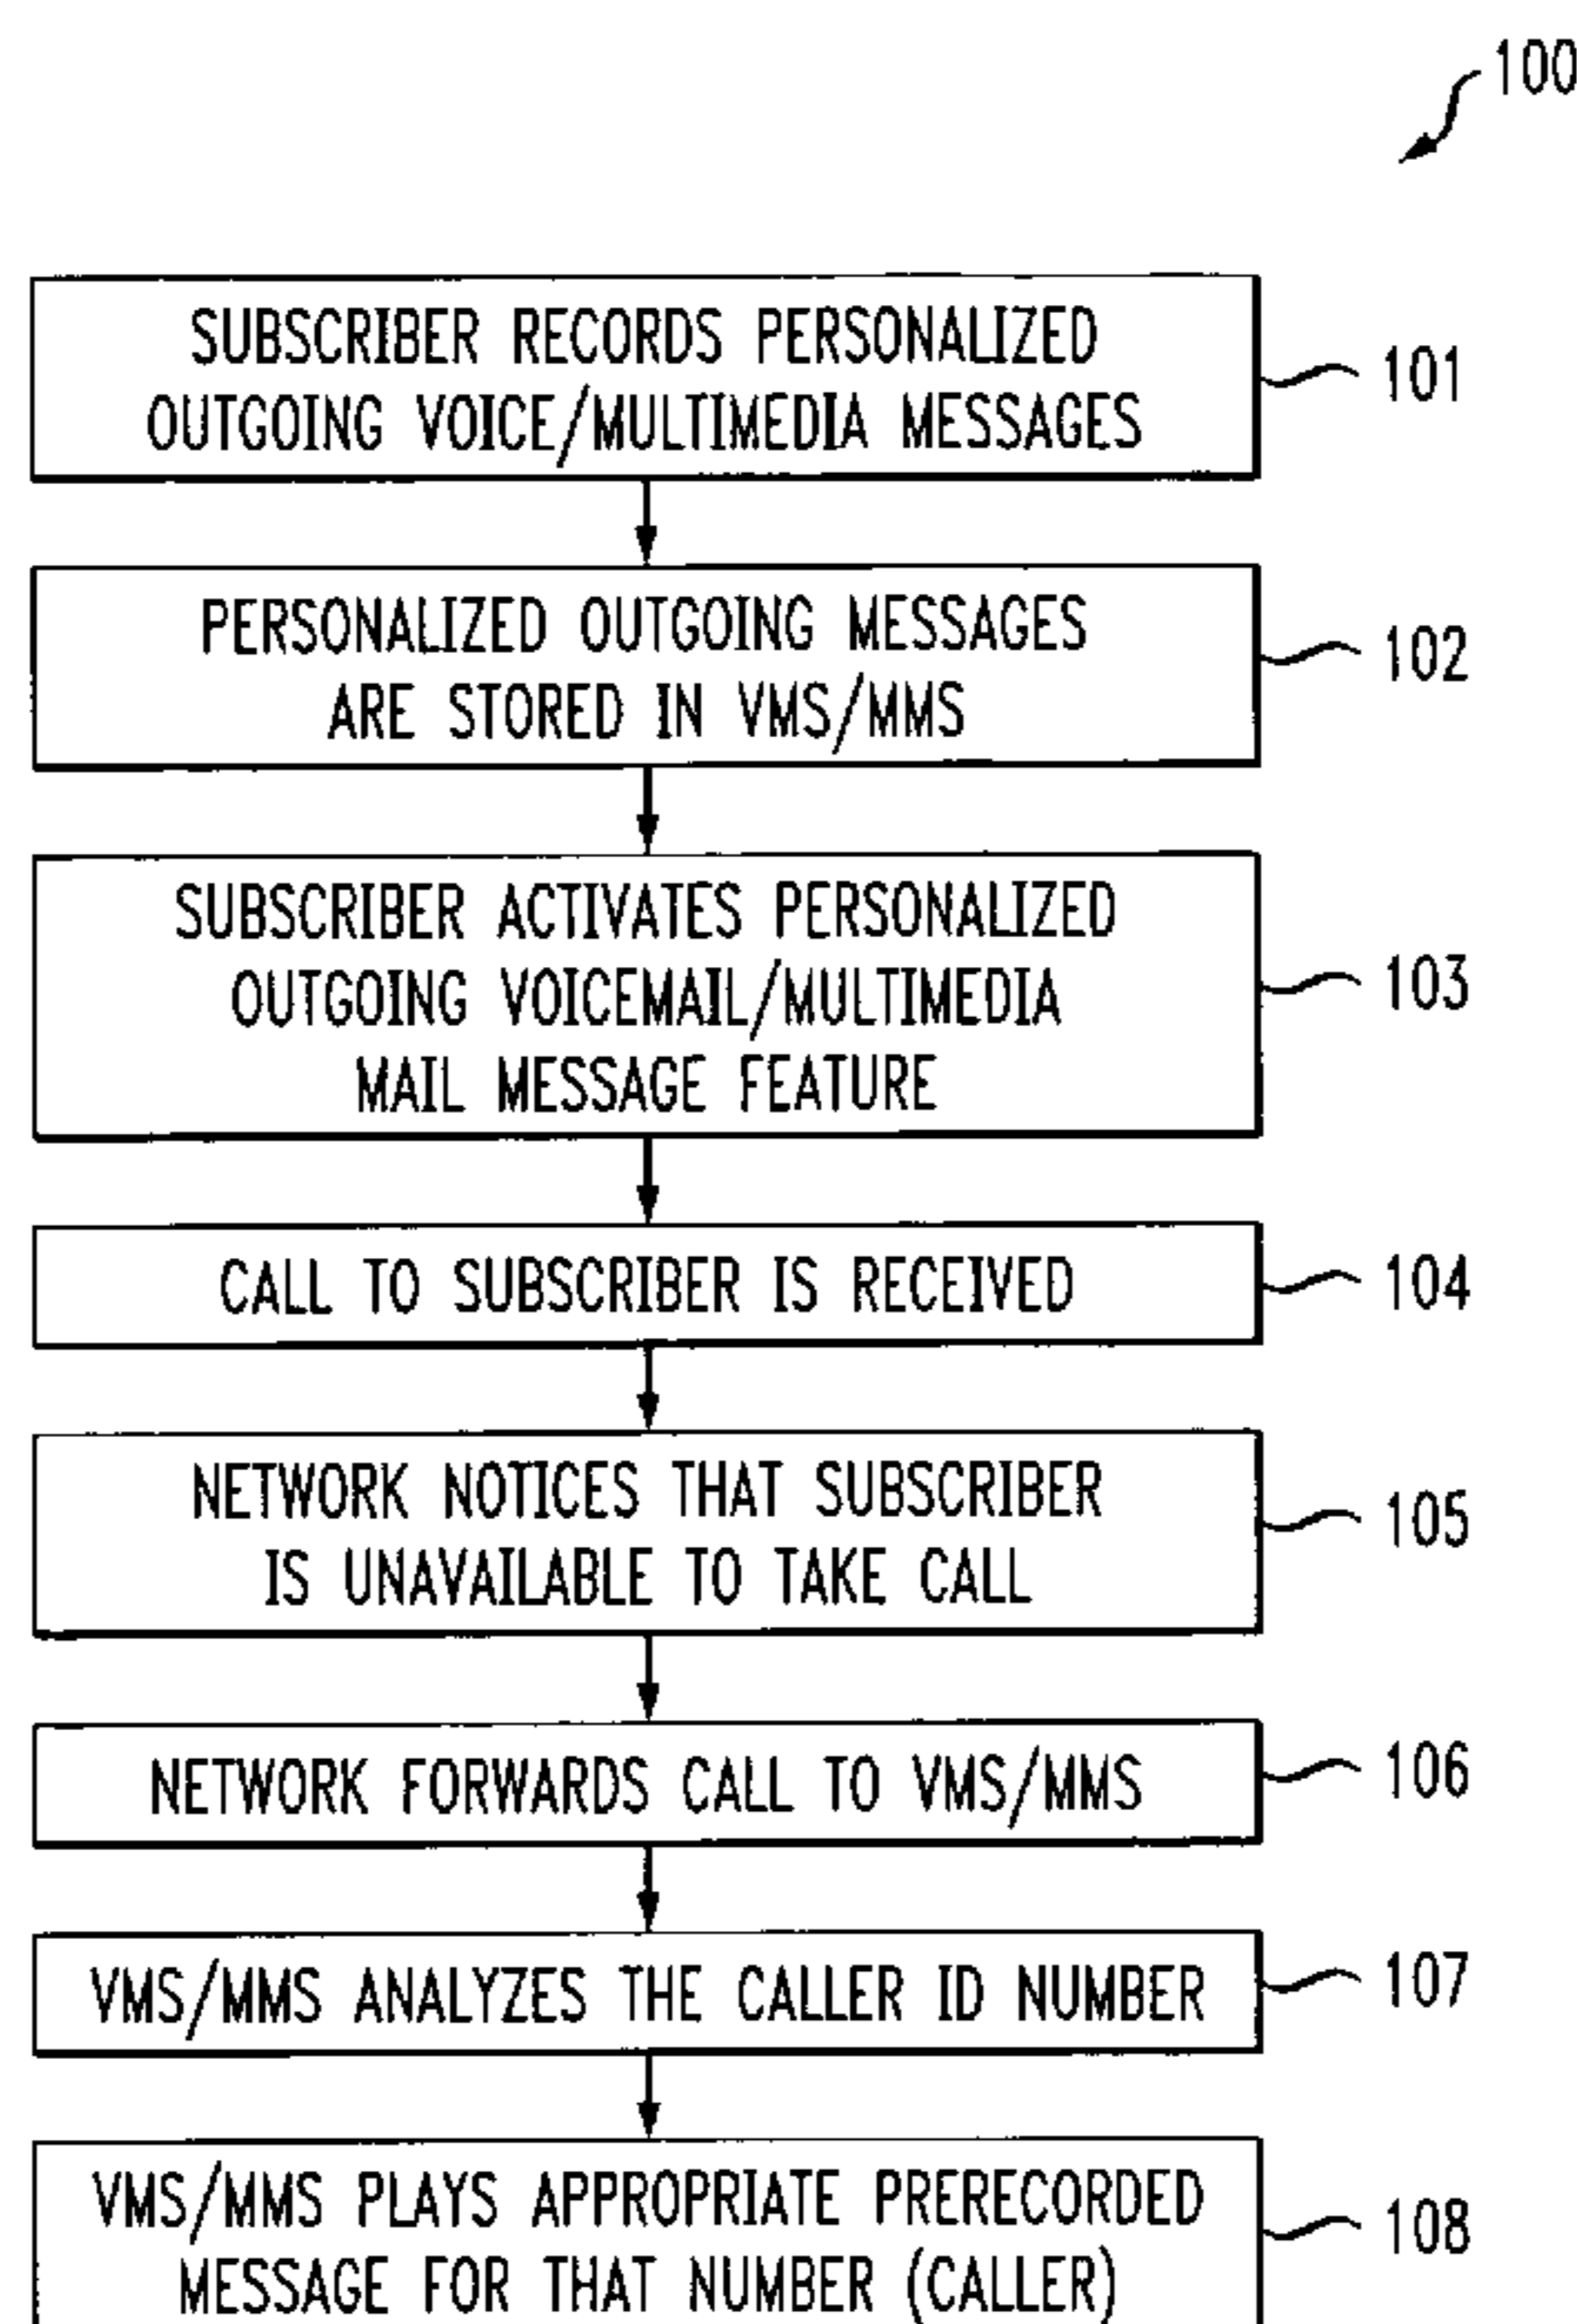 100
SUBSCRIBER RECORDS PERSONALIZED
OUTGOING VOICE/MULTIMEDIA MESSAGES
101
PERSONALIZED OUTGOING MESSAGES
ARE STORED IN VMS/MMS
102
SUBSCRIBER ACTIVATES PERSONALIZED
OUTGOING VOICEMAIL/MULTIMEDIA
MAIL MESSAGE FEATURE
103
CALL TO SUBSCRIBER IS RECEIVED
104
NETWORK NOTICES THAT SUBSCRIBER
IS UNAVAILABLE TO TAKE CALL
105
NETWORK FORWARDS CALL TO VMS/MMS
106
VMS/MMS ANALYZES THE CALLER ID NUMBER
107
VMS/MMS PLAYS APPROPRIATE PRERECORDED
MESSAGE FOR THAT NUMBER (CALLER)
108